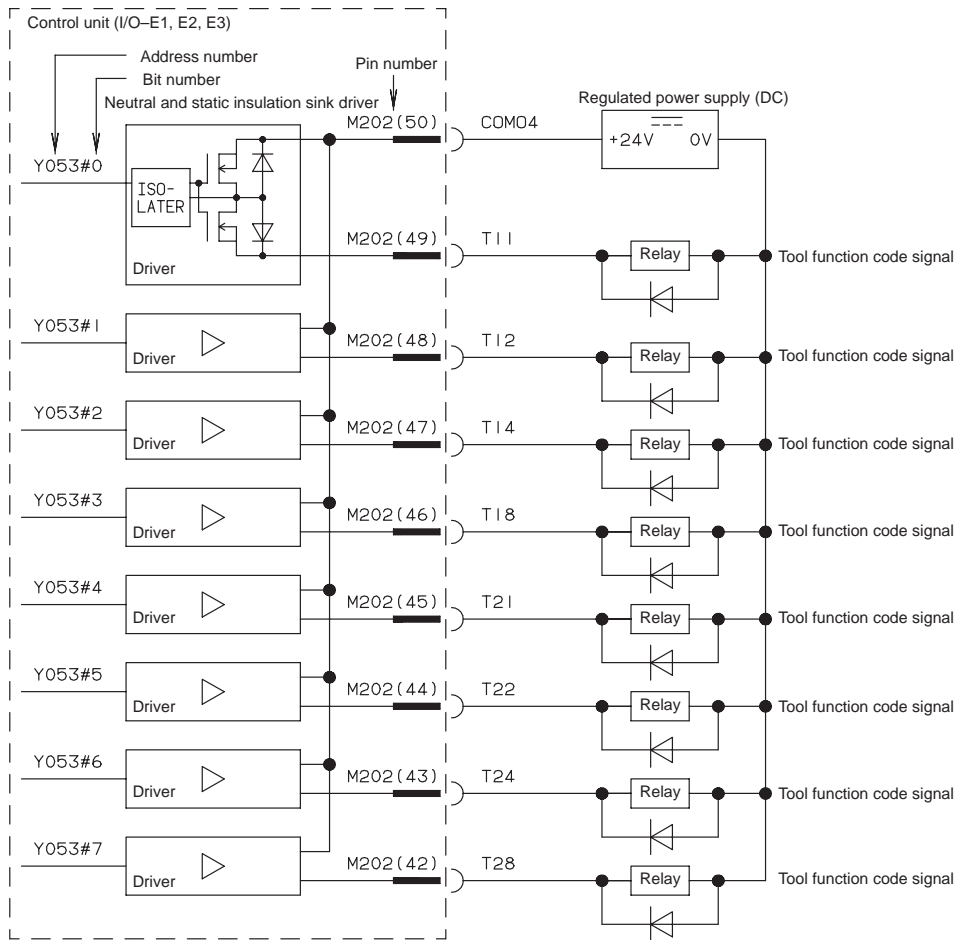 Control unit (I/O–E1, E2, E3)
Address number
Bit number
Pin number
Neutral and static insulation sink driver
Regulated power supply (DC)
M202(50) COM04
+24V 0V
Y053#0
ISO-
LATER
Driver
M202(49) T11 Relay Tool function code signal
Y053#1
Driver
M202(48) T12 Relay Tool function code signal
Y053#2
Driver
M202(47) T14 Relay Tool function code signal
Y053#3
Driver
M202(46) T18 Relay Tool function code signal
Y053#4
Driver
M202(45) T21 Relay Tool function code signal
Y053#5
Driver
M202(44) T22 Relay Tool function code signal
Y053#6
Driver
M202(43) T24 Relay Tool function code signal
Y053#7
Driver
M202(42) T28 Relay Tool function code signal